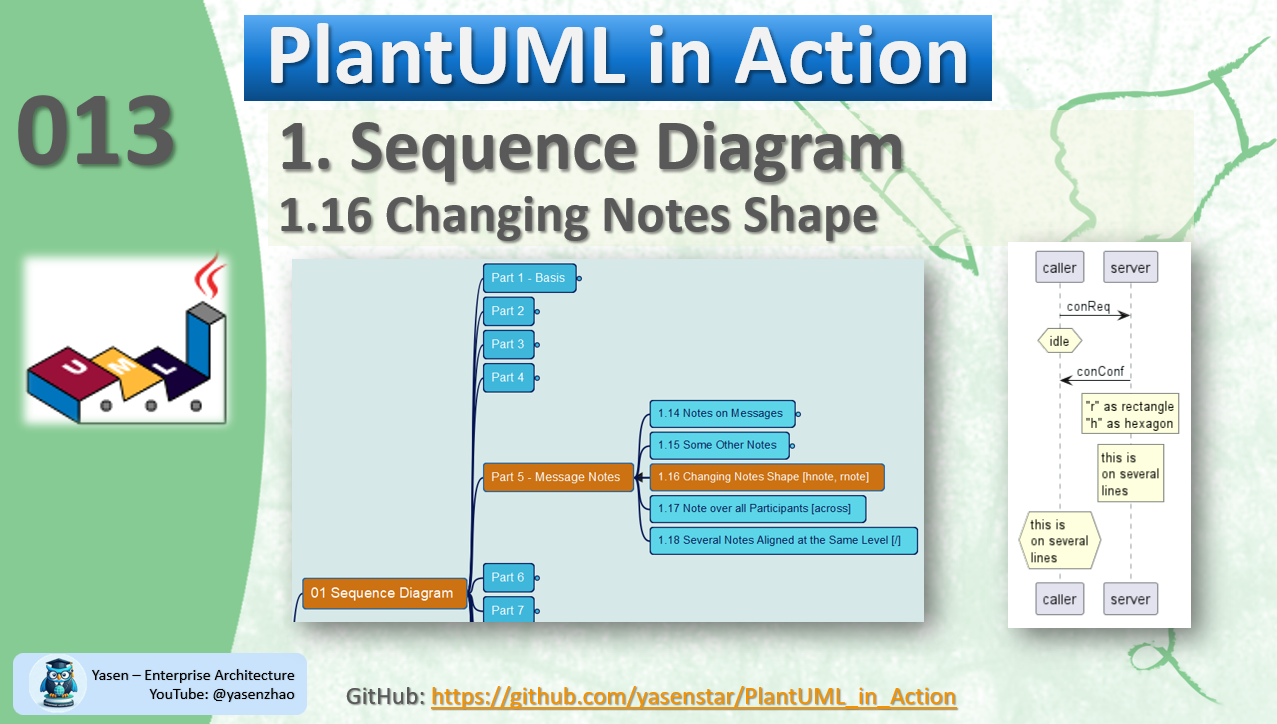 013
PlantUML in Action
1. Sequence Diagram
1.16 Changing Notes Shape
UML
Part 1 - Basis
Part 2
Part 3
Part 4
Part 5 - Message Notes
1.14 Notes on Messages
1.15 Some Other Notes
1.16 Changing Notes Shape [hnote, rnote]
1.17 Note over all Participants [across]
1.18 Several Notes Aligned at the Same Level [/]
01 Sequence Diagram
Part 6
Part 7
caller
server
conReq
idle
conConf
"r" as rectangle
"h" as hexagon
this is
on several
lines
this is
on several
lines
caller
server
Yasen – Enterprise Architecture
YouTube: @yasenzhao
GitHub: https://github.com/yasenstar/PlantUML_in_Action